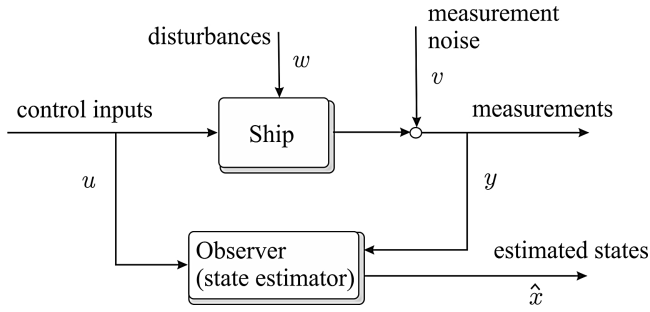 measurement
noise
disturbances
w
v
control inputs
measurements
Ship
u
y
Observer
(state estimator)
estimated states
x̂